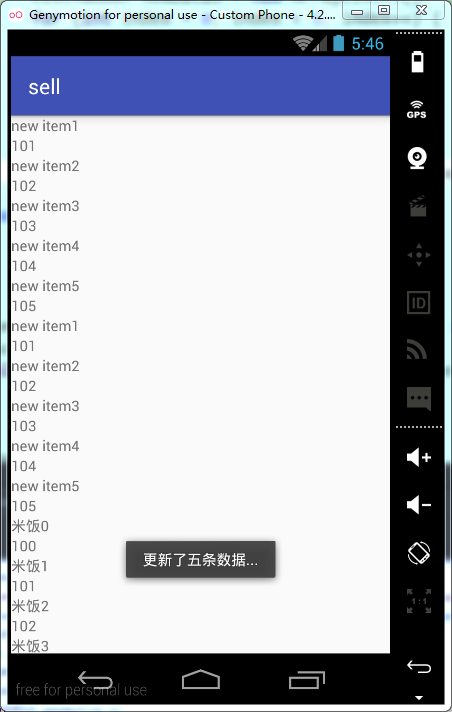 Genymotion for personal use - Custom Phone - 4.2....
5:46
sell
GPS
new item1
101
new item2
102
ID
new item3
103
new item4
104
new item5
105
new item1
101
new item2
102
new item3
103
new item4
104
new item5
105
米饭0
100
更新了五条数据...
米饭1
101
米饭2
1:1
102
米饭3
free for personal use